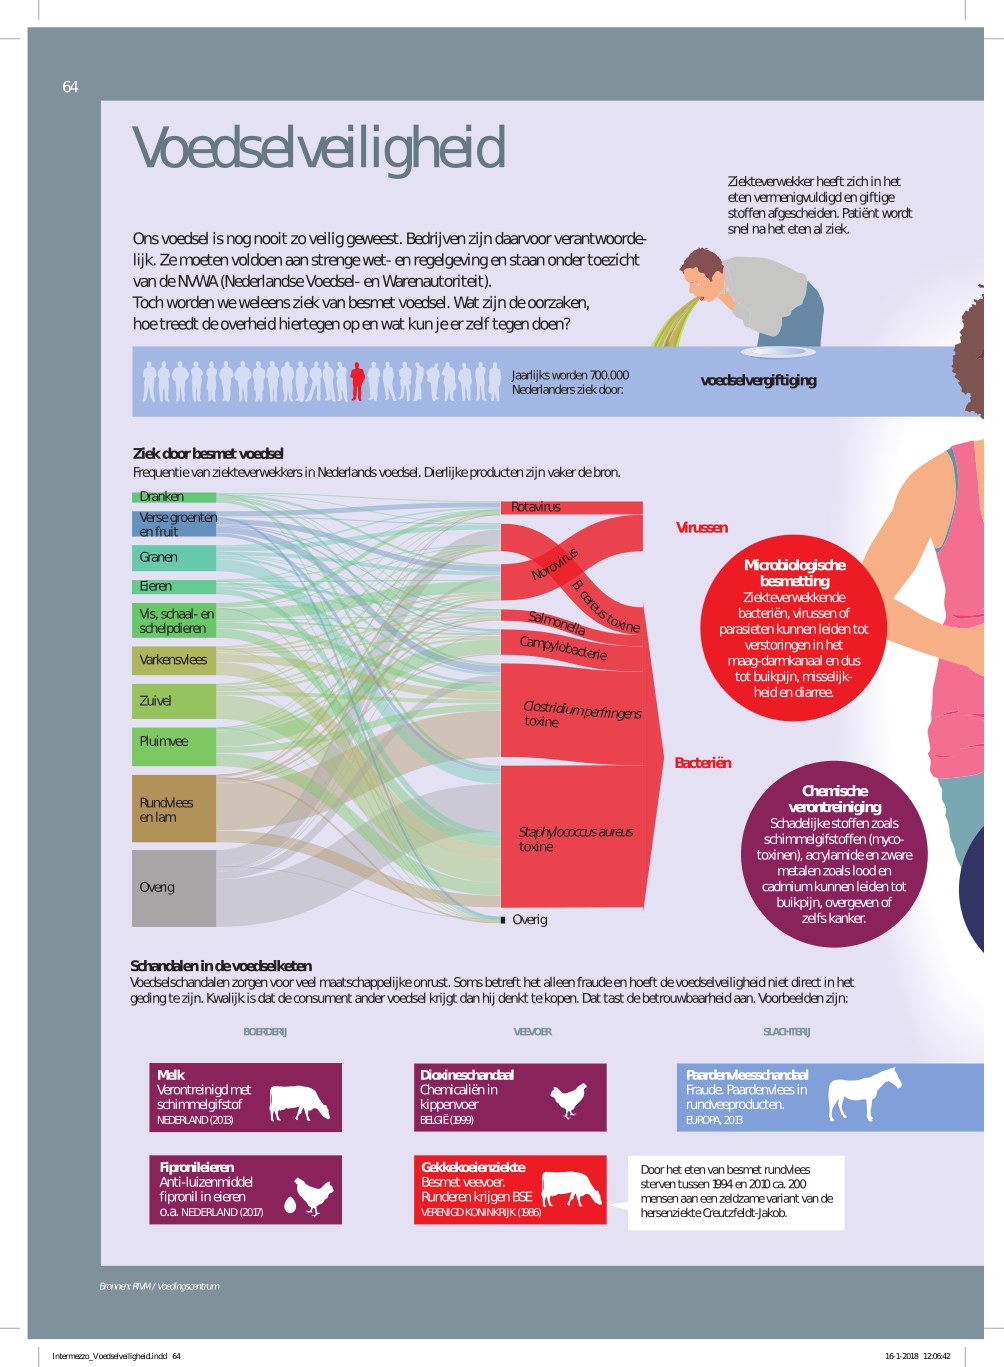 64
Voedselveiligheid
Ziekteverwekker heeft zich in het
eten vermenigvuldigd en giftige
stoffen afgescheiden. Patiënt wordt
snel na het eten al ziek.
Ons voedsel is nog nooit zo veilig geweest. Bedrijven zijn daarvoor verantwoorde-
lijk. Ze moeten voldoen aan strenge wet- en regelgeving en staan onder toezicht
van de NVWA (Nederlandse Voedsel- en Warenautoriteit).
Toch worden we weleens ziek van besmet voedsel. Wat zijn de oorzaken,
hoe treedt de overheid hiertegen op en wat kun je er zelf tegen doen?
Jaarlijks worden 700.000
Nederlanders ziek door:
voedselvergiftiging
Ziek door besmet voedsel
Frequentie van ziekteverwekkers in Nederlands voedsel. Dierlijke producten zijn vaker de bron.
Dranken
Verse groenten
en fruit
Granen
Eieren
Vis, schaal- en
schelpdieren
Varkensvlees
Zuivel
Pluimvee
Rundvlees
en lam
Overig
Rotavirus
Norovirus
B. cereus toxine
Salmonella
Campylobacterie
Clostridium perfringens
toxine
Staphylococcus aureus
toxine
Overig
Virussen
Bacteriën
Microbiologische
besmetting
Ziekteverwekkende
bacteriën, virussen of
parasieten kunnen leiden tot
verstoringen in het
maag-darmkanaal en dus
tot buikpijn, misselijk-
heid en diarree.
Chemische
verontreiniging
Schadelijke stoffen zoals
schimmelgifstoffen (myco-
toxinen), acrylamide en zware
metalen zoals lood en
cadmium kunnen leiden tot
buikpijn, overgeven of
zelfs kanker.
Schandalen in de voedselketen
Voedselschandalen zorgen voor veel maatschappelijke onrust. Soms betreft het alleen fraude en hoeft de voedselveiligheid niet direct in het
geding te zijn. Kwalijk is dat de consument ander voedsel krijgt dan hij denkt te kopen. Dat tast de betrouwbaarheid aan. Voorbeelden zijn:
BOERDERIJ
VEEVOER
SLACHTERIJ
Melk
Verontreinigd met
schimmelgifstof
NEDERLAND (2013)
Dioxineschandaal
Chemicaliën in
kippenvoer
BELGIË (1999)
Paardenvleesschandaal
Fraude. Paardenvlees in
rundveeproducten.
EUROPA, 2013
Fipronileieren
Anti-luizenmiddel
fipronil in eieren
o.a. NEDERLAND (2017)
Gekkekoeienziekte
Besmet veevoer.
Runderen krijgen BSE
VERENIGD KONINKRIJK (1986)
Door het eten van besmet rundvlees
sterven tussen 1994 en 2010 ca. 200
mensen aan een zeldzame variant van de
hersenziekte Creutzfeldt-Jakob.
Bronnen: RIVM / Voedingscentrum
Intermezzo_Voedselveiligheid.indd 64
16-1-2018 12:06:42